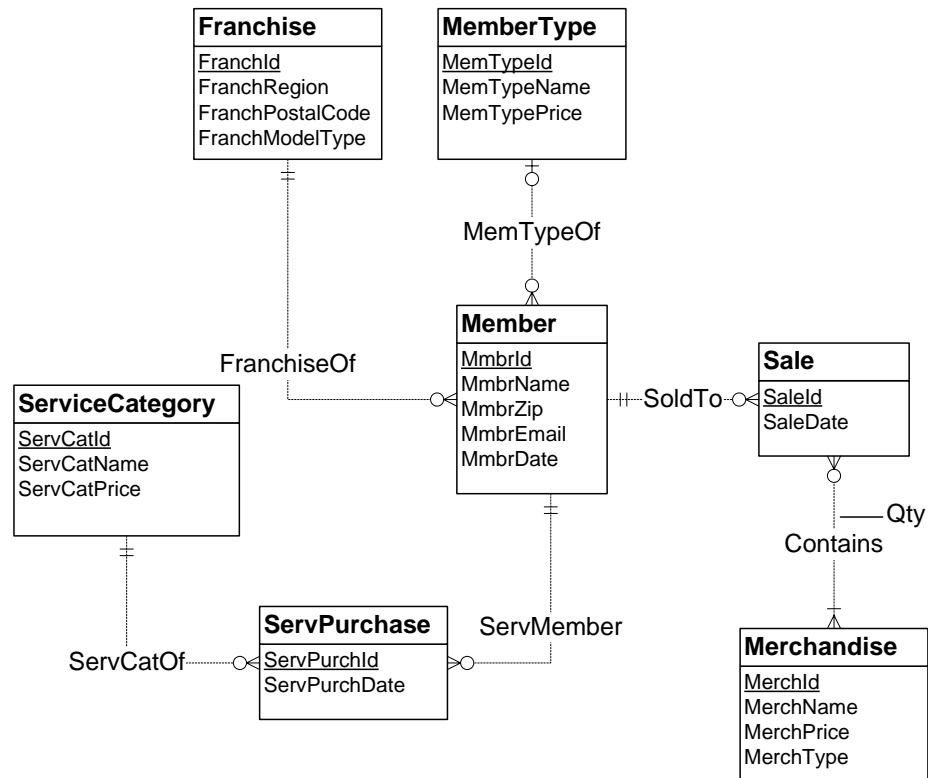 Franchise
FranchId
FranchRegion
FranchPostalCode
FranchModelType
MemberType
MemTypeId
MemTypeName
MemTypePrice
MemTypeOf
FranchiseOf
Member
MmbrId
MmbrName
MmbrZip
MmbrEmail
MmbrDate
SoldTo
Sale
SaleId
SaleDate
ServiceCategory
ServCatId
ServCatName
ServCatPrice
Qty
Contains
ServCatOf
ServPurchase
ServPurchId
ServPurchDate
ServMember
Merchandise
MerchId
MerchName
MerchPrice
MerchType